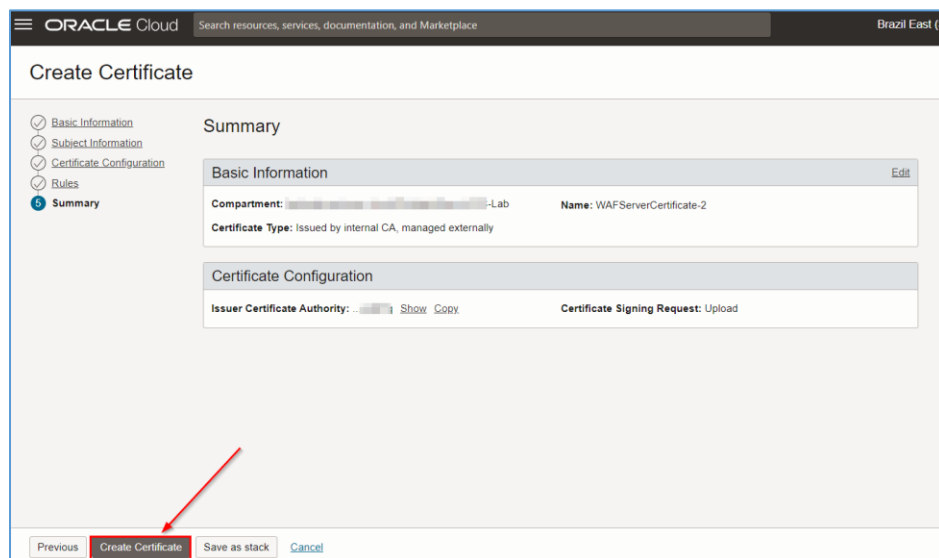 ORACLE Cloud
Search resources, services, documentation, and Marketplace
Brazil East (
Create Certificate
Basic Information
Subject Information
Certificate Configuration
Rules
5 Summary
Summary
Basic Information
Edit
Compartment: -Lab
Name: WAFServerCertificate-2
Certificate Type: Issued by internal CA, managed externally
Certificate Configuration
Issuer Certificate Authority: ... Show Copy
Certificate Signing Request: Upload
Previous
Create Certificate
Save as stack
Cancel